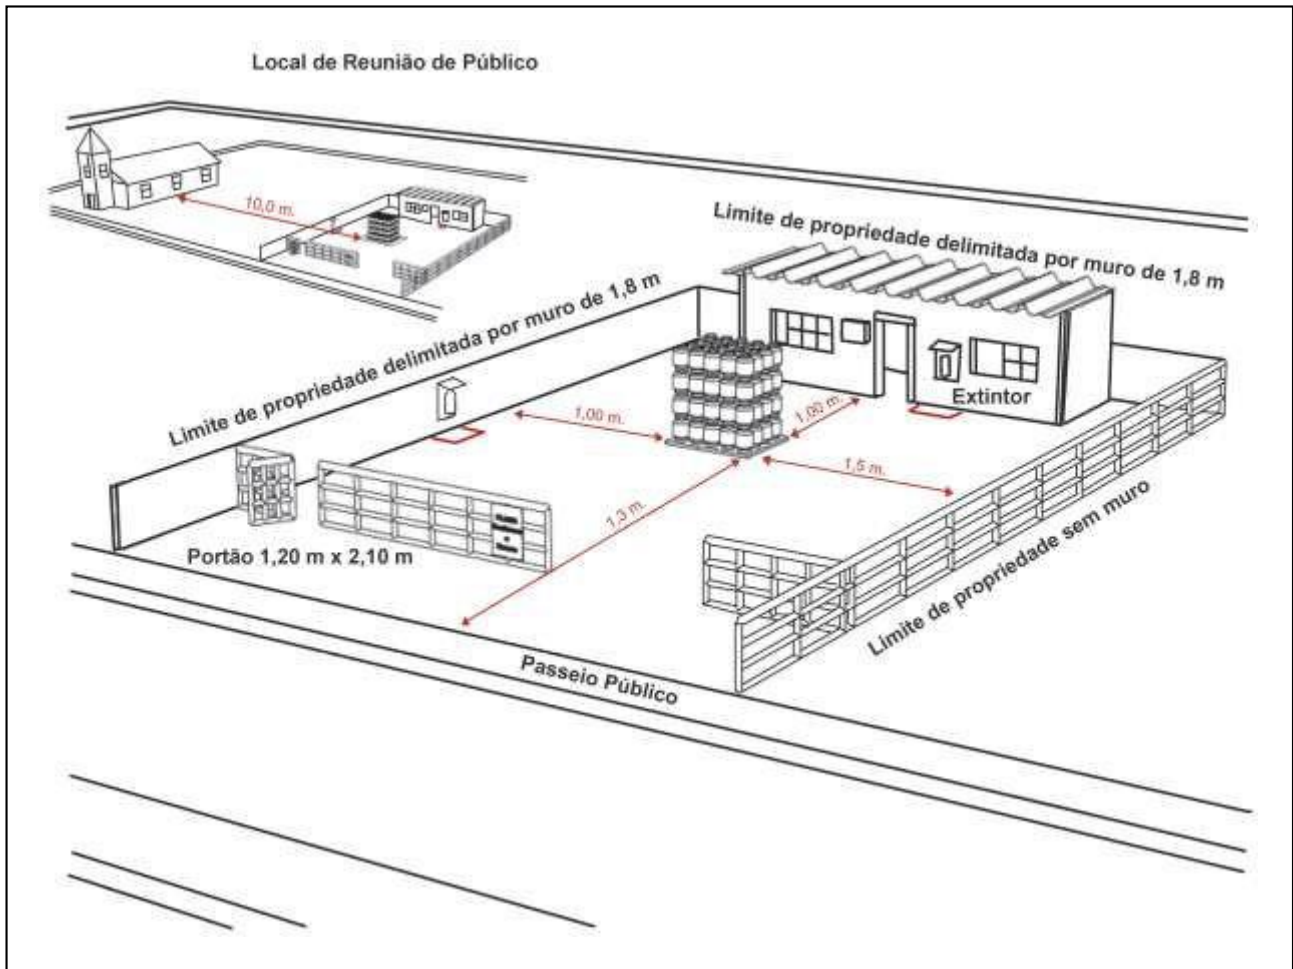 Local de Reunião de Público
10,0 m.
Limite de propriedade delimitada por muro de 1,8 m
Limite de propriedade delimitada por muro de 1,8 m
Extintor
1,00 m.
1,00 m.
1,5 m.
1,3 m.
Portão 1,20 m x 2,10 m
Limite de propriedade sem muro
Passeio Público